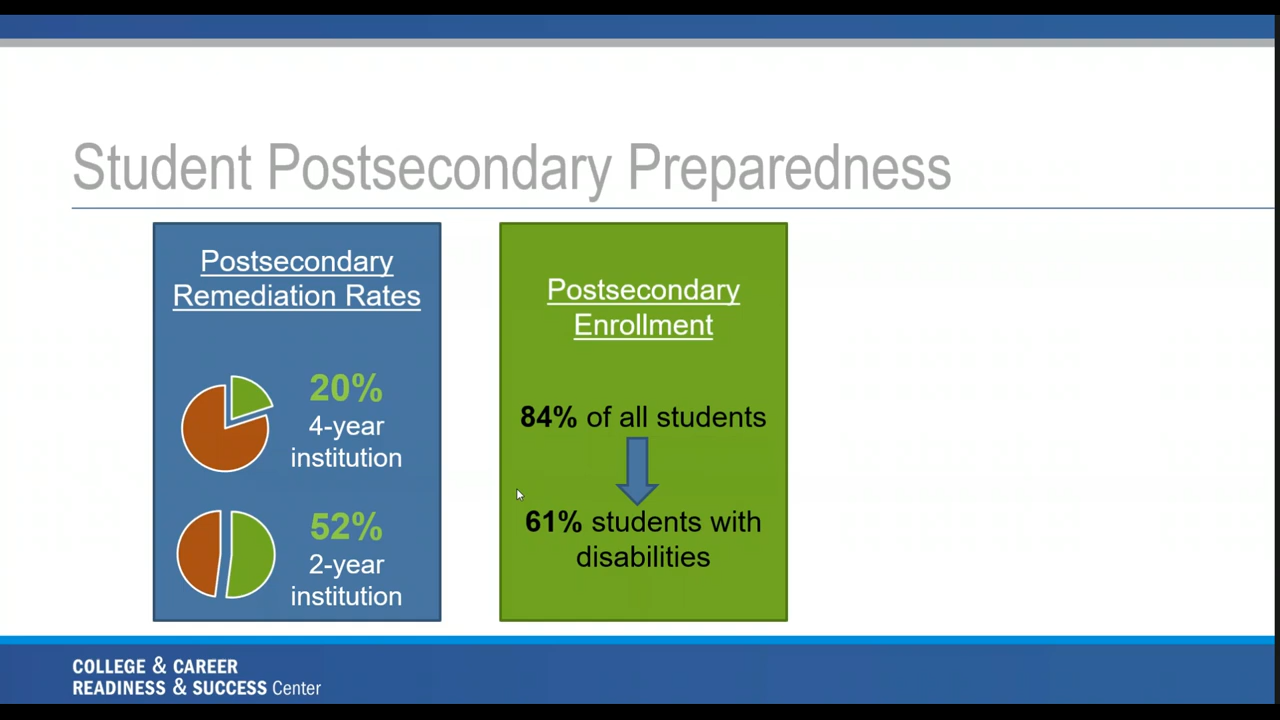 Student Postsecondary Preparedness
Postsecondary
Remediation Rates
20%
4-year
institution
52%
2-year
institution
Postsecondary
Enrollment
84% of all students
61% students with
disabilities
COLLEGE & CAREER
READINESS & SUCCESS Center